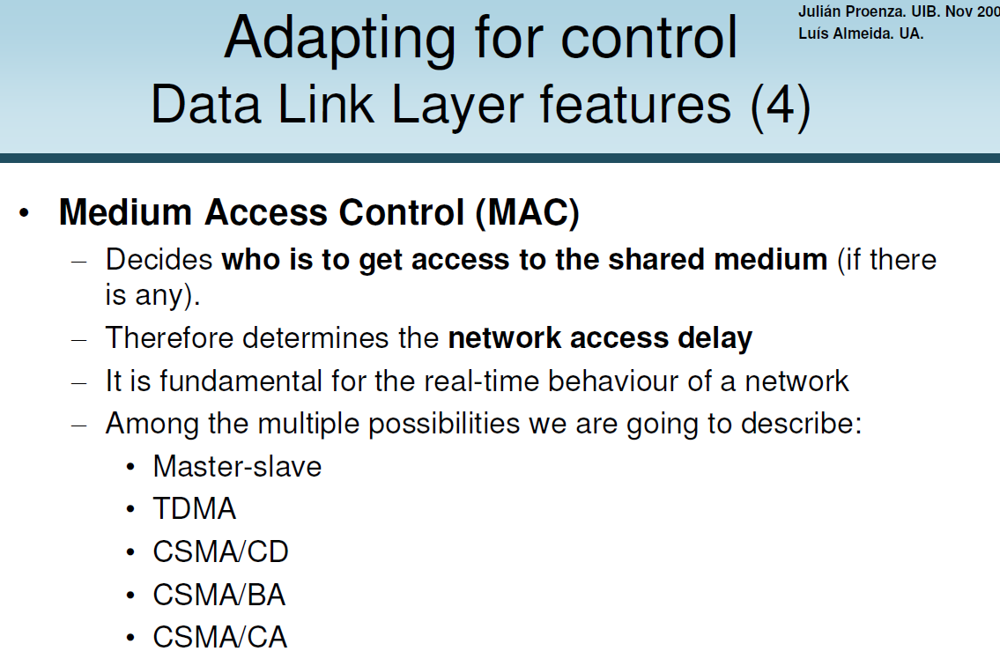 Julián Proenza. UIB. Nov 200
Luís Almeida. UA.
Adapting for control
Data Link Layer features (4)
• Medium Access Control (MAC)
– Decides who is to get access to the shared medium (if there
is any).
– Therefore determines the network access delay
– It is fundamental for the real-time behaviour of a network
– Among the multiple possibilities we are going to describe:
• Master-slave
• TDMA
• CSMA/CD
• CSMA/BA
• CSMA/CA